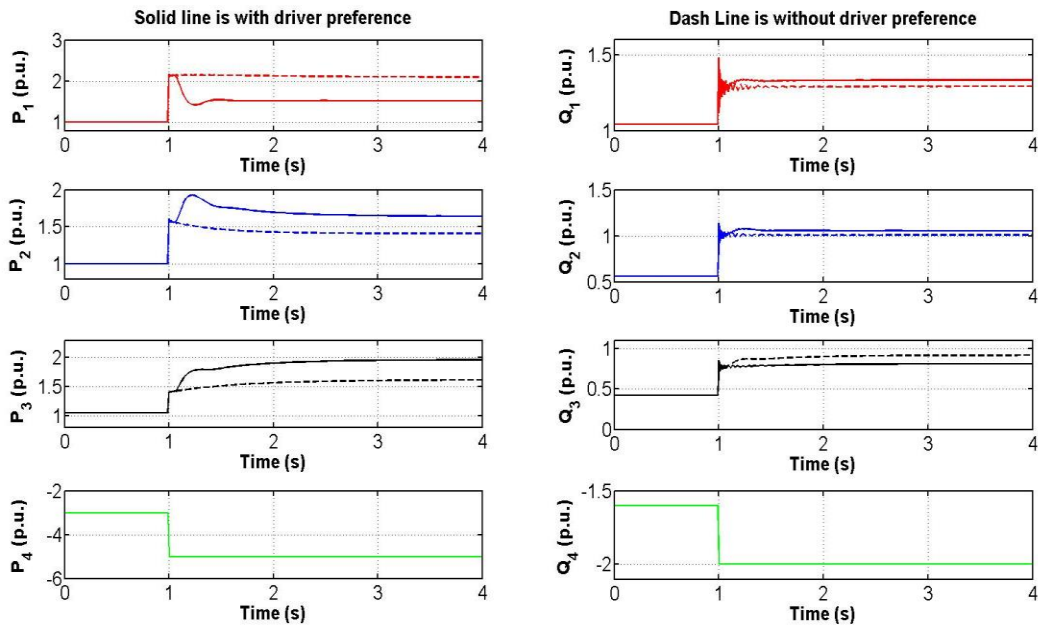 Solid line is with driver preference
Dash Line is without driver preference
P1 (p.u.)
3
2
1
0 1 2 3 4
Time (s)
Q1 (p.u.)
1.5
1
0 1 2 3 4
Time (s)
P2 (p.u.)
2
1.5
1
0 1 2 3 4
Time (s)
Q2 (p.u.)
1.5
1
0.5
0 1 2 3 4
Time (s)
P3 (p.u.)
2
1.5
1
0 1 2 3 4
Time (s)
Q3 (p.u.)
1
0.5
0
0 1 2 3 4
Time (s)
P4 (p.u.)
-2
-4
-6
0 1 2 3 4
Time (s)
Q4 (p.u.)
-1.5
-2
0 1 2 3 4
Time (s)